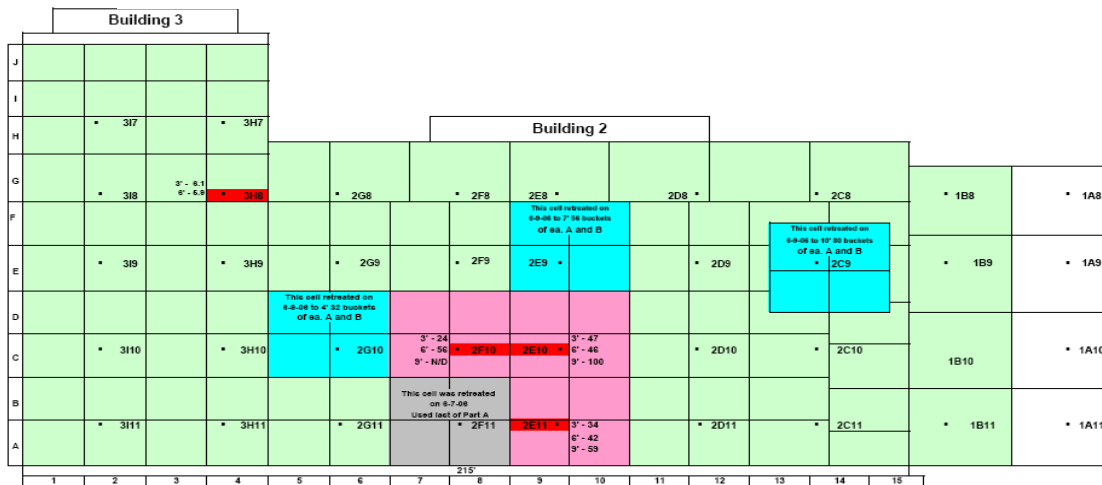 Building 3
Building 2
J
I
H
G
F
E
D
C
B
A
3I7
3H7
3I8
3' - 6.1
6' - 5.9
3H8
2G8
2F8
2E8
2D8
2C8
1B8
1A8
This cell retreated on
6-9-06 to 7' 56 buckets
of ea. A and B
This cell retreated on
6-9-06 to 10' 80 buckets
of ea. A and B
3I9
3H9
2G9
2F9
2E9
2D9
2C9
1B9
1A9
This cell retreated on
6-8-06 to 4' 32 buckets
of ea. A and B
3I10
3H10
2G10
3' - 24
6' - 56
9' - N/D
2F10
2E10
3' - 47
6' - 46
9' - 100
2D10
2C10
1B10
1A10
This cell was retreated
on 6-7-06
Used last of Part A
3I11
3H11
2G11
2F11
2E11
3' - 34
6' - 42
9' - 59
2D11
2C11
1B11
1A11
215'
1 2 3 4 5 6 7 8 9 10 11 12 13 14 15